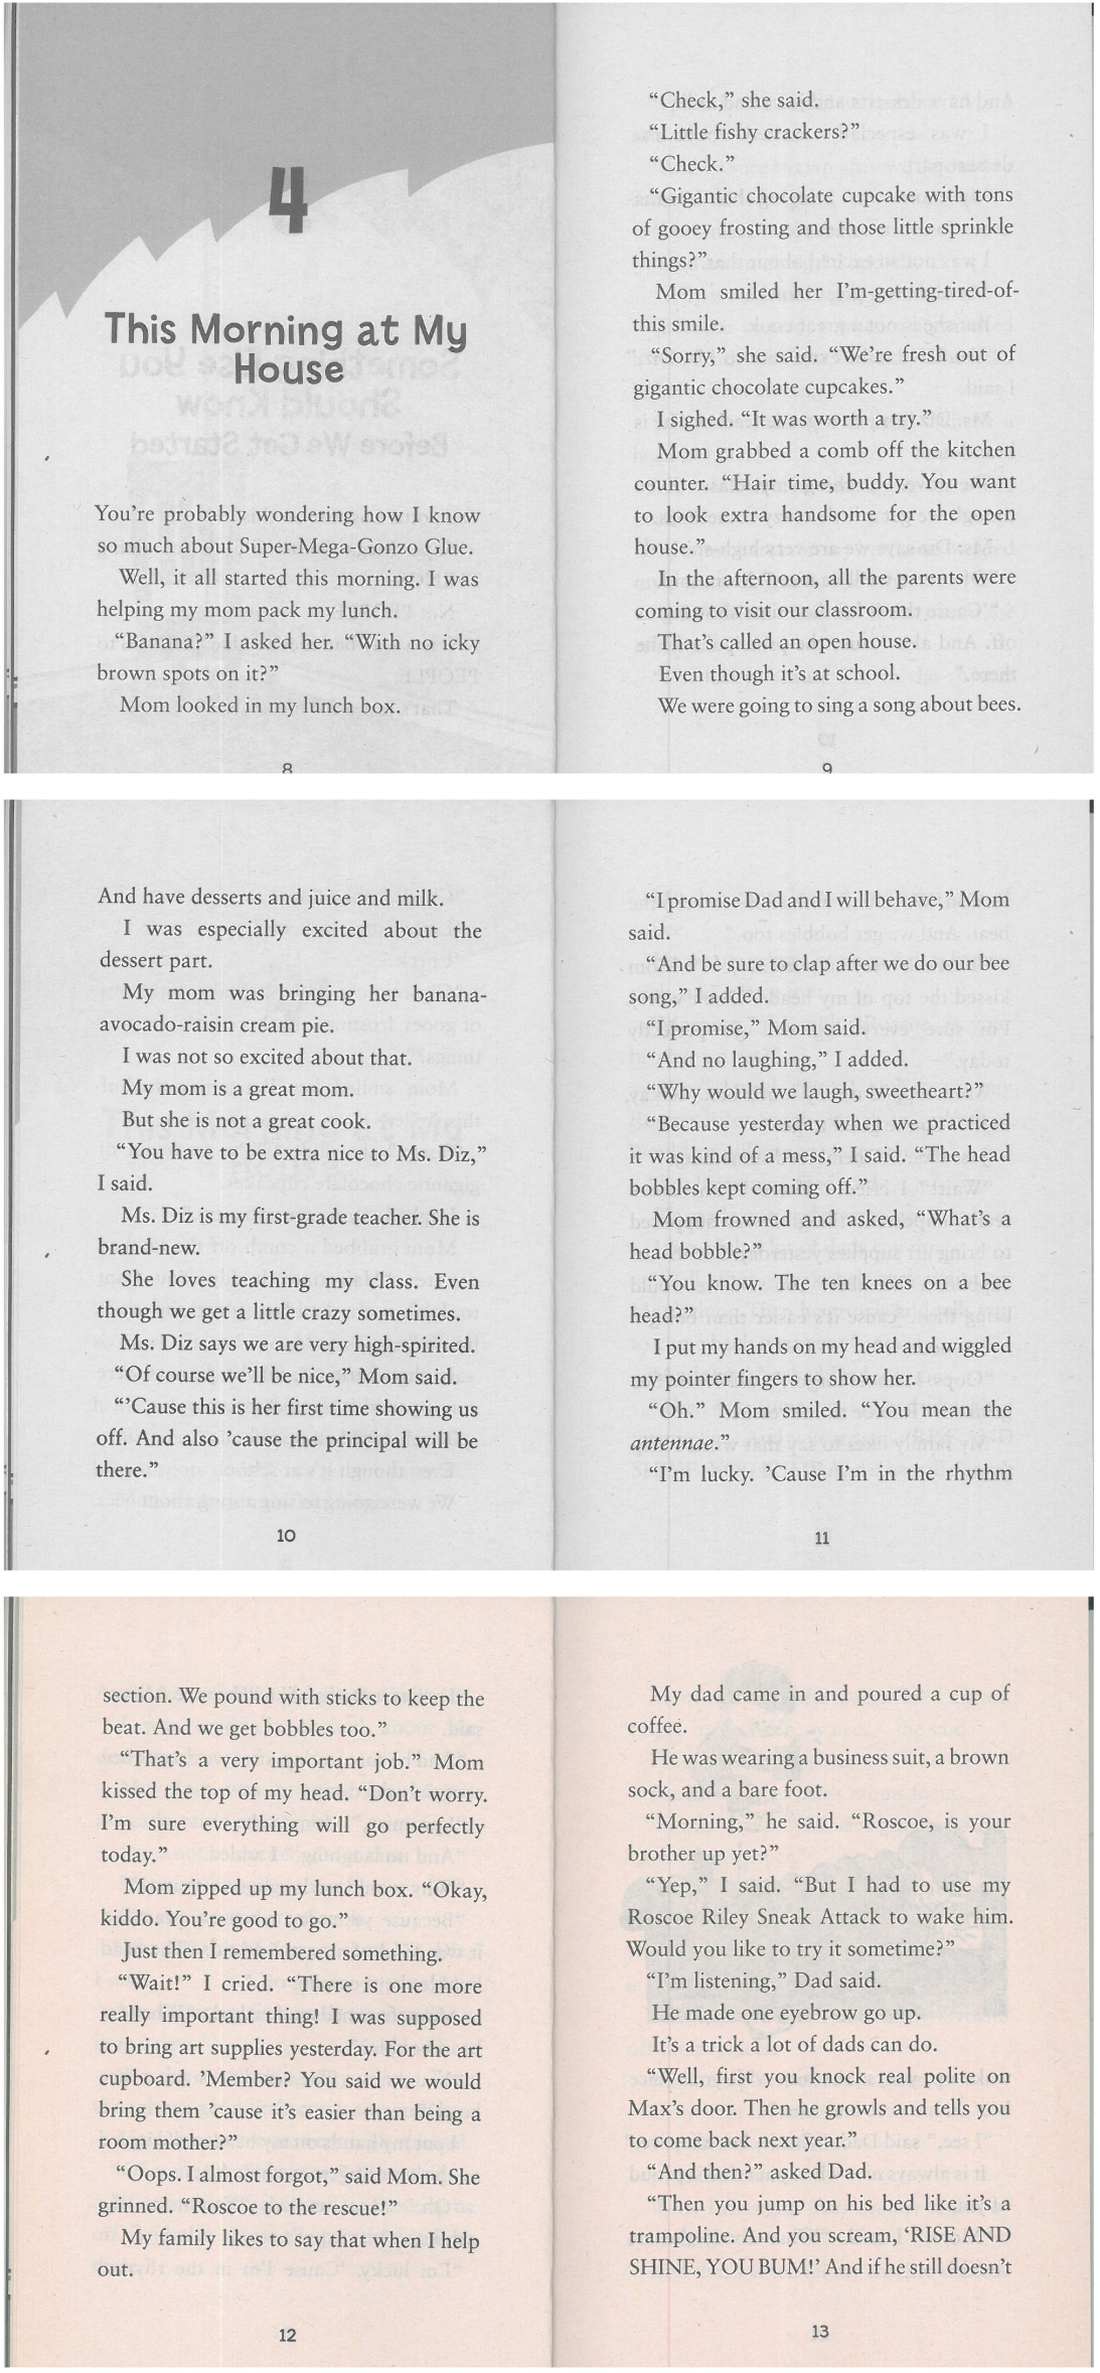 4
This Morning at My
House
You're probably wondering how I know
so much about Super-Mega-Gonzo Glue.
Well, it all started this morning. I was
helping my mom pack my lunch.
“Banana?” I asked her. “With no icky
brown spots on it?”
Mom looked in my lunch box.
8
“Check,” she said.
“Little fishy crackers?”
“Check.”
“Gigantic chocolate cupcake with tons
of gooey frosting and those little sprinkle
things?”
Mom smiled her I'm-getting-tired-of-
this smile.
“Sorry,” she said. “We're fresh out of
gigantic chocolate cupcakes.”
I sighed. “It was worth a try.”
Mom grabbed a comb off the kitchen
counter. “Hair time, buddy. You want
to look extra handsome for the open
house.”
In the afternoon, all the parents were
coming to visit our classroom.
That's called an open house.
Even though it's at school.
We were going to sing a song about bees.
9
And have desserts and juice and milk.
I was especially excited about the
dessert part.
My mom was bringing her banana-
avocado-raisin cream pie.
I was not so excited about that.
My mom is a great mom.
But she is not a great cook.
“You have to be extra nice to Ms. Diz,”
I said.
Ms. Diz is my first-grade teacher. She is
brand-new.
She loves teaching my class. Even
though we get a little crazy sometimes.
Ms. Diz says we are very high-spirited.
“Of course we'll be nice,” Mom said.
“’Cause this is her first time showing us
off. And also ’cause the principal will be
there.”
10
“I promise Dad and I will behave,” Mom
said.
“And be sure to clap after we do our bee
song,” I added.
“I promise,” Mom said.
“And no laughing,” I added.
“Why would we laugh, sweetheart?”
“Because yesterday when we practiced
it was kind of a mess,” I said. “The head
bobbles kept coming off.”
Mom frowned and asked, “What's a
head bobble?”
“You know. The ten knees on a bee
head?”
I put my hands on my head and wiggled
my pointer fingers to show her.
“Oh.” Mom smiled. “You mean the
antennae.”
“I'm lucky. ’Cause I'm in the rhythm
11
section. We pound with sticks to keep the
beat. And we get bobbles too.”
“That's a very important job.” Mom
kissed the top of my head. “Don't worry.
I'm sure everything will go perfectly
today.”
Mom zipped up my lunch box. “Okay,
kiddo. You're good to go.”
Just then I remembered something.
“Wait!” I cried. “There is one more
really important thing! I was supposed
to bring art supplies yesterday. For the art
cupboard. ’Member? You said we would
bring them ’cause it's easier than being a
room mother?”
“Oops. I almost forgot,” said Mom. She
grinned. “Roscoe to the rescue!”
My family likes to say that when I help
out.
12
My dad came in and poured a cup of
coffee.
He was wearing a business suit, a brown
sock, and a bare foot.
“Morning,” he said. “Roscoe, is your
brother up yet?”
“Yep,” I said. “But I had to use my
Roscoe Riley Sneak Attack to wake him.
Would you like to try it sometime?”
“I'm listening,” Dad said.
He made one eyebrow go up.
It's a trick a lot of dads can do.
“Well, first you knock real polite on
Max's door. Then he growls and tells you
to come back next year.”
“And then?” asked Dad.
“Then you jump on his bed like it's a
trampoline. And you scream, ‘RISE AND
SHINE, YOU BUM!’ And if he still doesn't
13